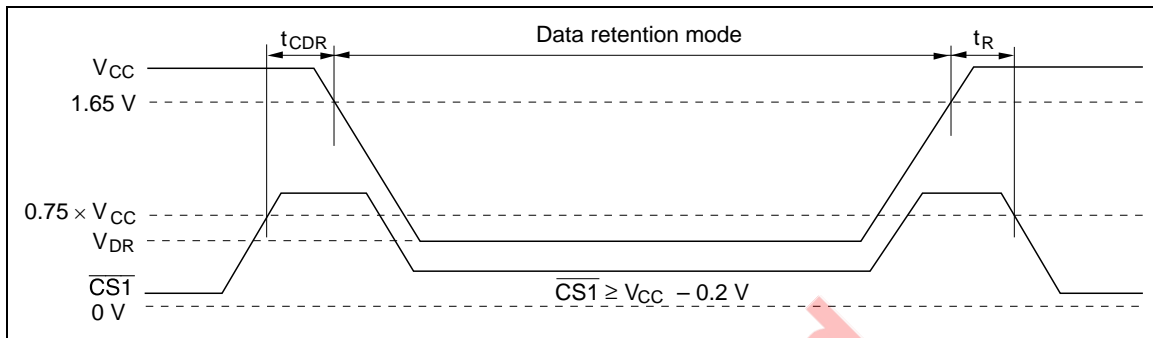 tCDR Data retention mode tR
VCC
1.65 V
0.75 × VCC
VDR
CS1
CS1 ≥ VCC – 0.2 V
0 V